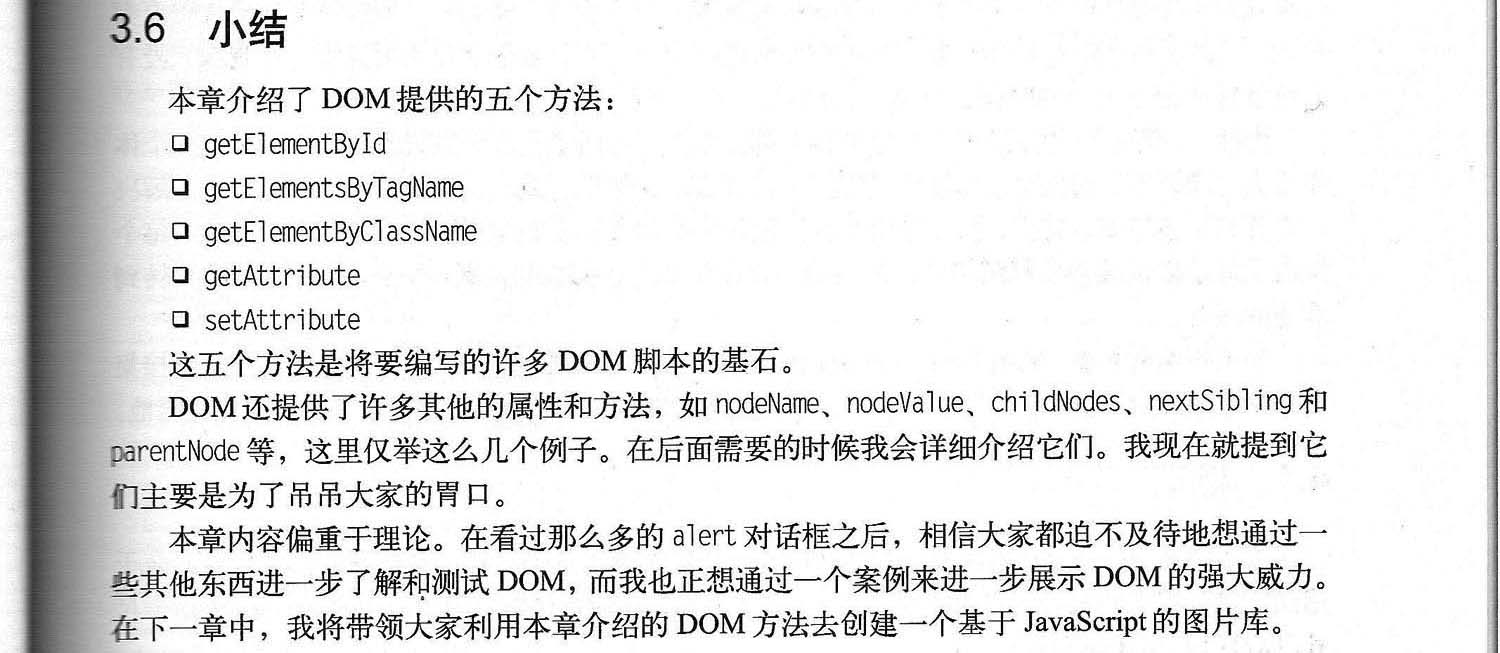 3.6 小结
本章介绍了 DOM 提供的五个方法：
❑ getElementById
❑ getElementsByTagName
❑ getElementByClassName
❑ getAttribute
❑ setAttribute
这五个方法是将要编写的许多 DOM 脚本的基石。
DOM 还提供了许多其他的属性和方法，如 nodeName、nodeValue、childNodes、nextSibling 和
parentNode 等，这里仅举这么几个例子。在后面需要的时候我会详细介绍它们。我现在就提到它
们主要是为了吊吊大家的胃口。
本章内容偏重于理论。在看过那么多的 alert 对话框之后，相信大家都迫不及待地想通过一
些其他东西进一步了解和测试 DOM，而我也正想通过一个案例来进一步展示 DOM 的强大威力。
在下一章中，我将带领大家利用本章介绍的 DOM 方法去创建一个基于 JavaScript 的图片库。